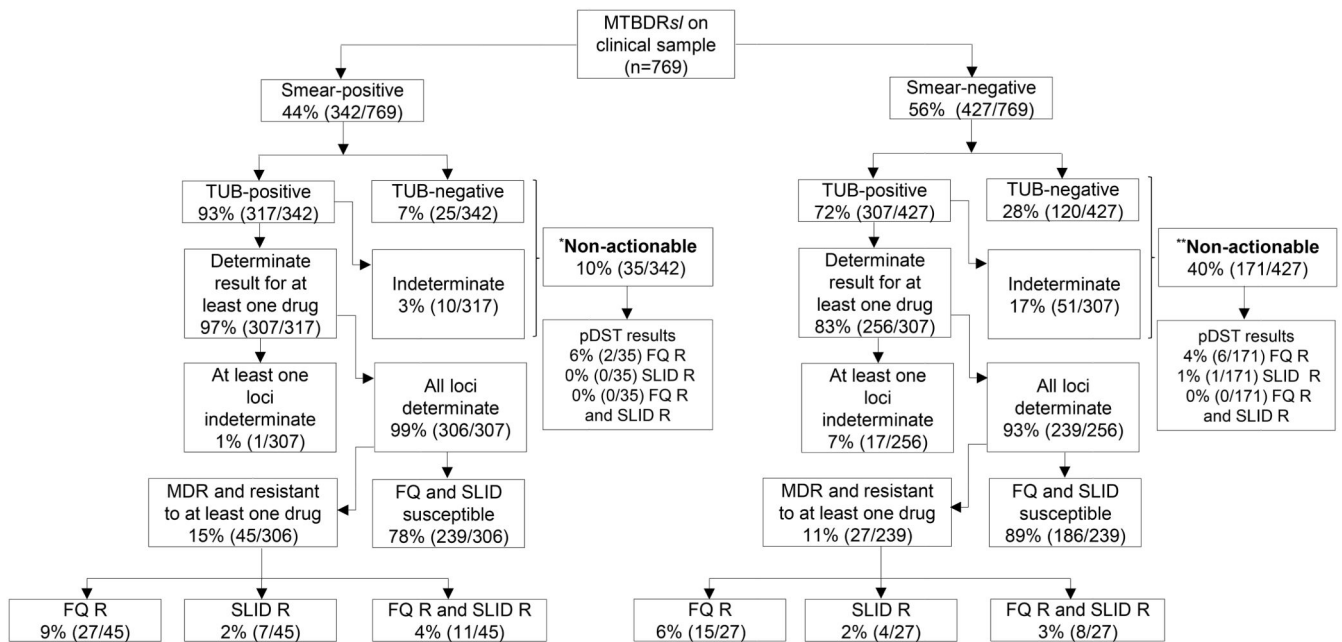 MTBDRsl on
clinical sample
(n=769)
Smear-positive
44% (342/769)
Smear-negative
56% (427/769)
TUB-positive
93% (317/342)
TUB-negative
7% (25/342)
*Non-actionable
10% (35/342)
Determinate
result for at
least one drug
97% (307/317)
Indeterminate
3% (10/317)
pDST results
6% (2/35) FQ R
0% (0/35) SLID R
0% (0/35) FQ R
and SLID R
At least one
loci
indeterminate
1% (1/307)
All loci
determinate
99% (306/307)
MDR and resistant
to at least one drug
15% (45/306)
FQ and SLID
susceptible
78% (239/306)
FQ R
9% (27/45)
SLID R
2% (7/45)
FQ R and SLID R
4% (11/45)
TUB-positive
72% (307/427)
TUB-negative
28% (120/427)
**Non-actionable
40% (171/427)
Determinate
result for at
least one drug
83% (256/307)
Indeterminate
17% (51/307)
pDST results
4% (6/171) FQ R
1% (1/171) SLID R
0% (0/171) FQ R
and SLID R
At least one
loci
indeterminate
7% (17/256)
All loci
determinate
93% (239/256)
MDR and resistant
to at least one drug
11% (27/239)
FQ and SLID
susceptible
89% (186/239)
FQ R
6% (15/27)
SLID R
2% (4/27)
FQ R and SLID R
3% (8/27)